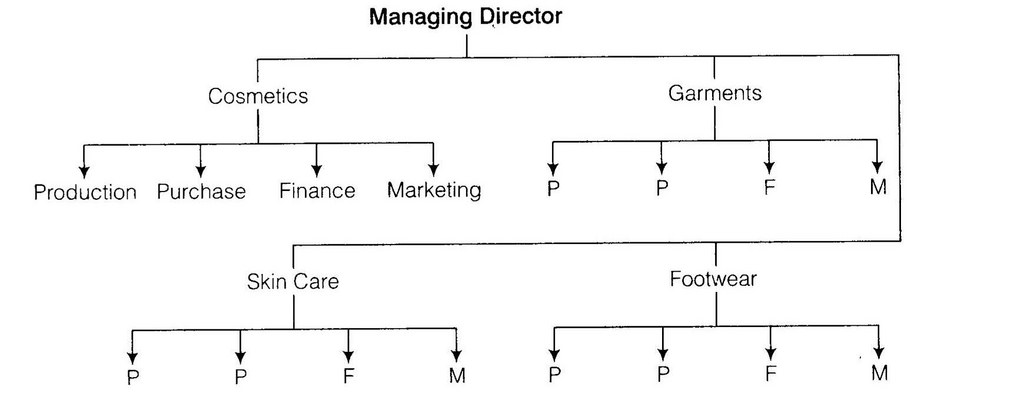 Managing Director
Cosmetics Garments
Production Purchase Finance Marketing P P F M
Skin Care Footwear
P P F M P P F M